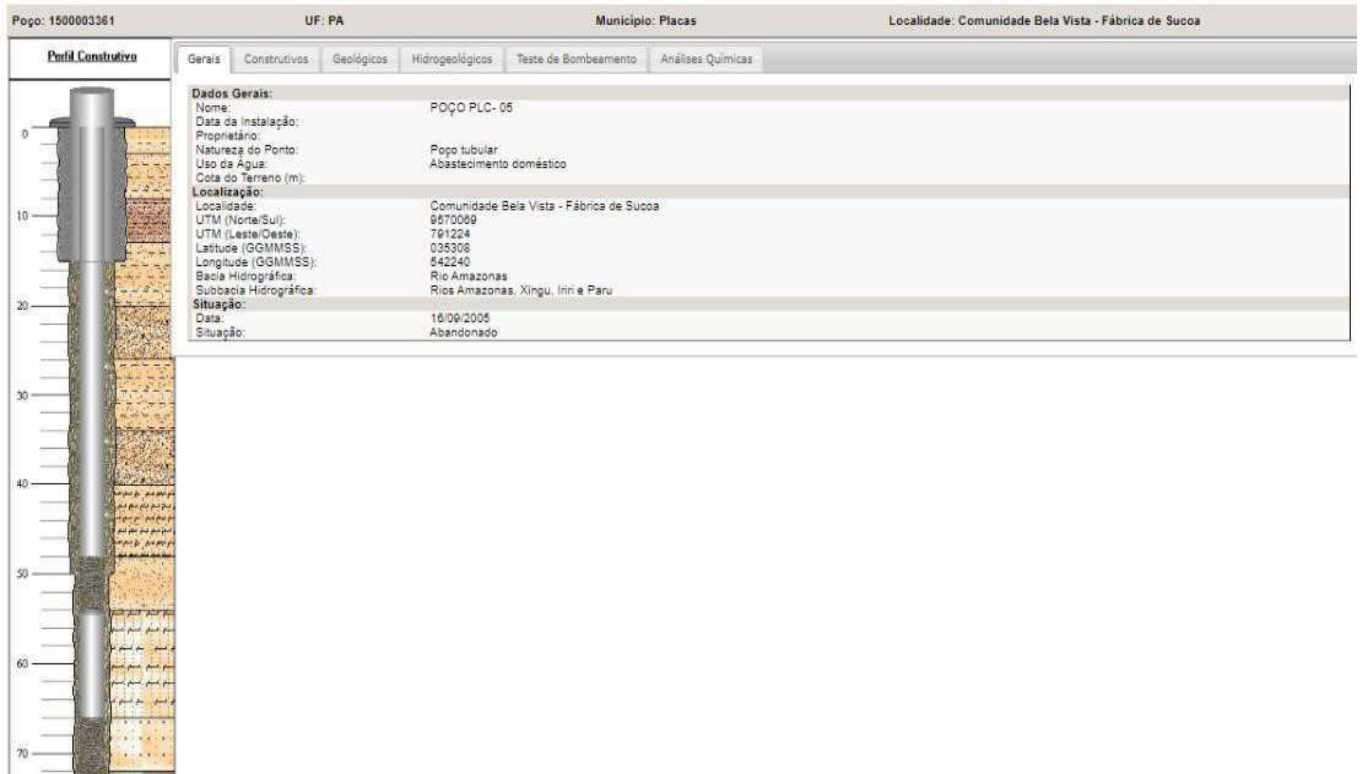 Poço: 1500003361 UF: PA Município: Placas Localidade: Comunidade Bela Vista - Fábrica de Sucoa
Perfil Construtivo
Gerais Construtivos Geológicos Hidrogeológicos Teste de Bombeamento Análises Químicas
Dados Gerais:
Nome: POÇO PLC- 05
Data da Instalação:
Proprietário:
Natureza do Ponto: Poço tubular
Uso da Água: Abastecimento doméstico
Cota do Terreno (m):
Localização:
Localidade: Comunidade Bela Vista - Fábrica de Sucoa
UTM (Norte/Sul): 9570069
UTM (Leste/Oeste): 791224
Latitude (GGMMSS): 035308
Longitude (GGMMSS): 542240
Bacia Hidrográfica: Rio Amazonas
Subbacia Hidrográfica: Rios Amazonas, Xingu, Iriri e Paru
Situação:
Data: 16/09/2005
Situação: Abandonado
0
10
20
30
40
50
60
70